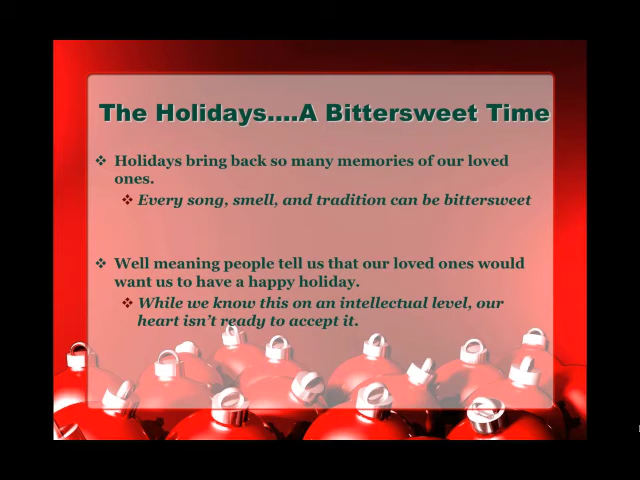 The Holidays....A Bittersweet Time
Holidays bring back so many memories of our loved
ones.
Every song, smell, and tradition can be bittersweet
Well meaning people tell us that our loved ones would
want us to have a happy holiday.
While we know this on an intellectual level, our
heart isn't ready to accept it.